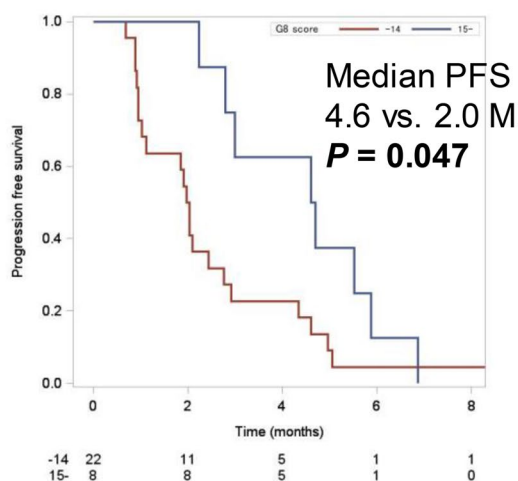 G8 score -14 15-
Median PFS
4.6 vs. 2.0 M
P = 0.047
Progression free survival
1.0
0.8
0.6
0.4
0.2
0.0
0 2 4 6 8
Time (months)
-14 22 11 5 1 1
15- 8 8 5 1 0